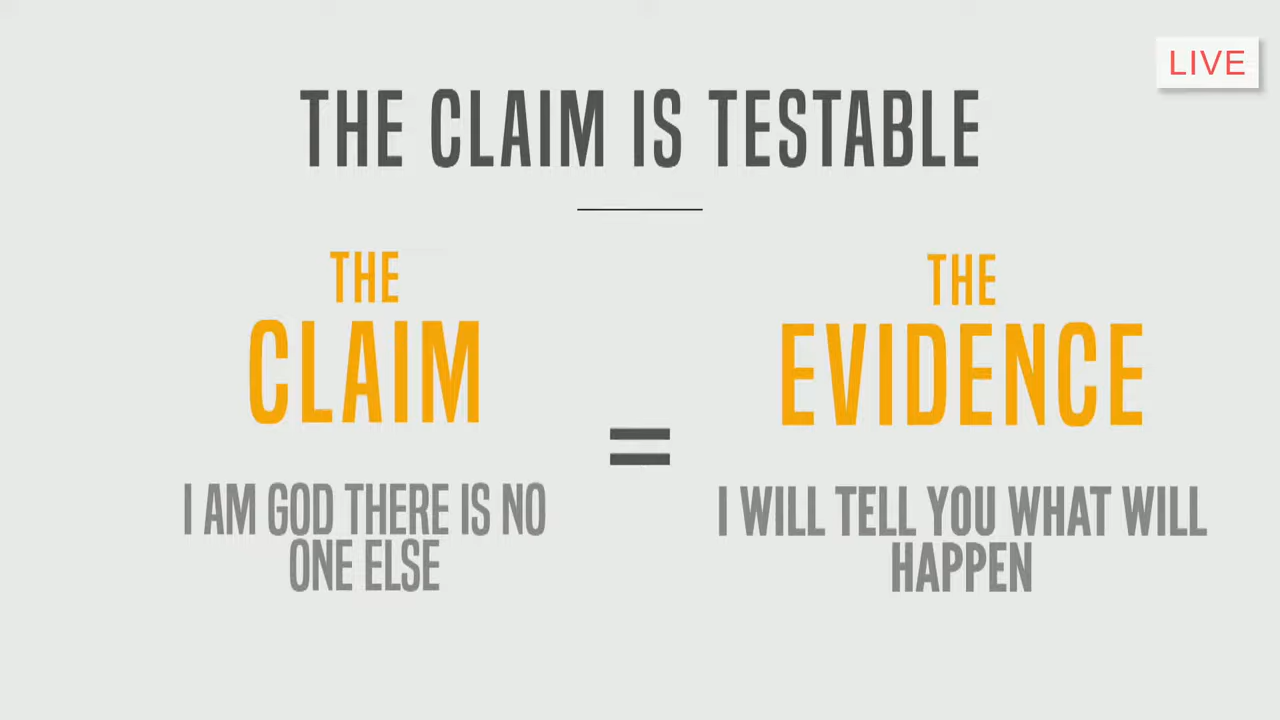 LIVE
THE CLAIM IS TESTABLE
THE
CLAIM
I AM GOD THERE IS NO
ONE ELSE
=
THE
EVIDENCE
I WILL TELL YOU WHAT WILL
HAPPEN